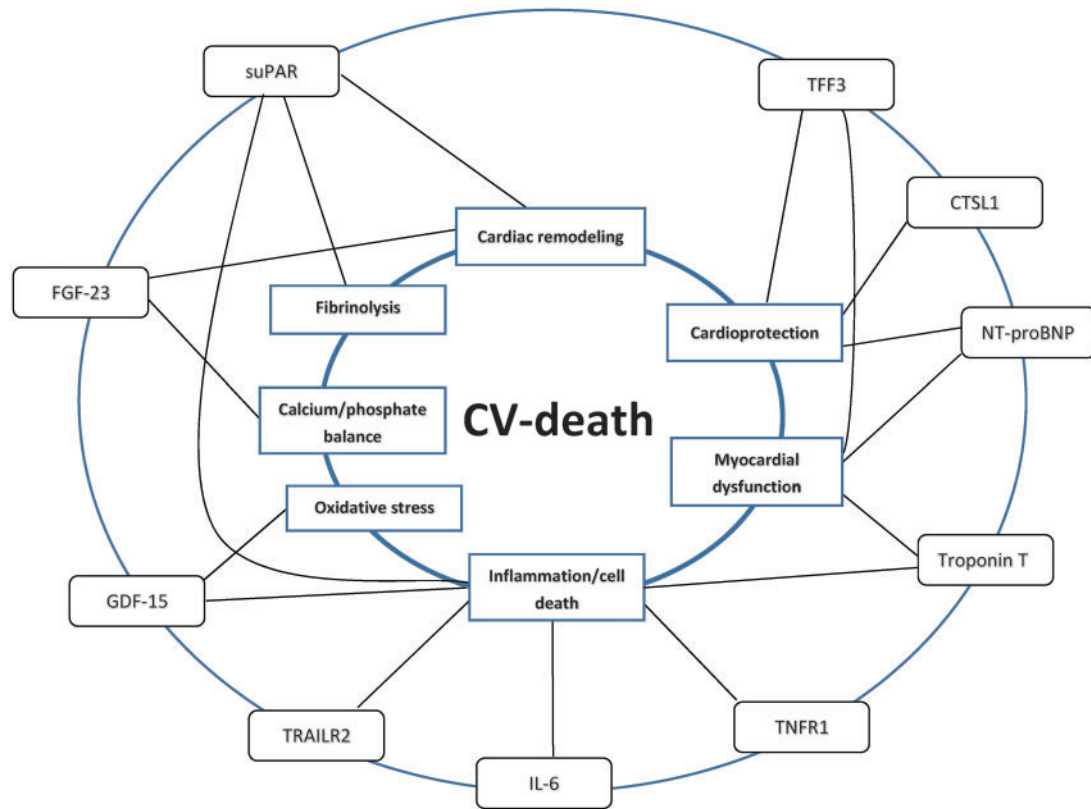 suPAR
TFF3
CTSL1
Cardiac remodeling
FGF-23
Fibrinolysis
Cardioprotection
NT-proBNP
Calcium/phosphate
balance
CV-death
Myocardial
dysfunction
Oxidative stress
Troponin T
GDF-15
Inflammation/cell
death
TRAILR2
TNFR1
IL-6